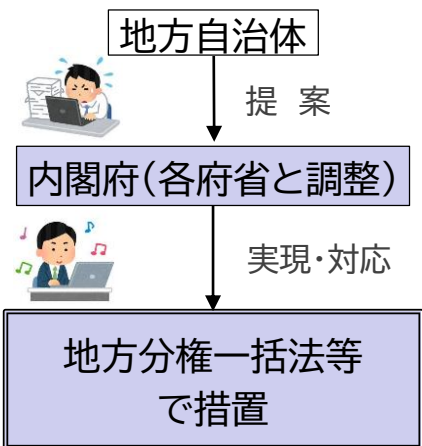 地方自治体
提 案
内閣府(各府省と調整)
実現・対応
地方分権一括法等
で措置